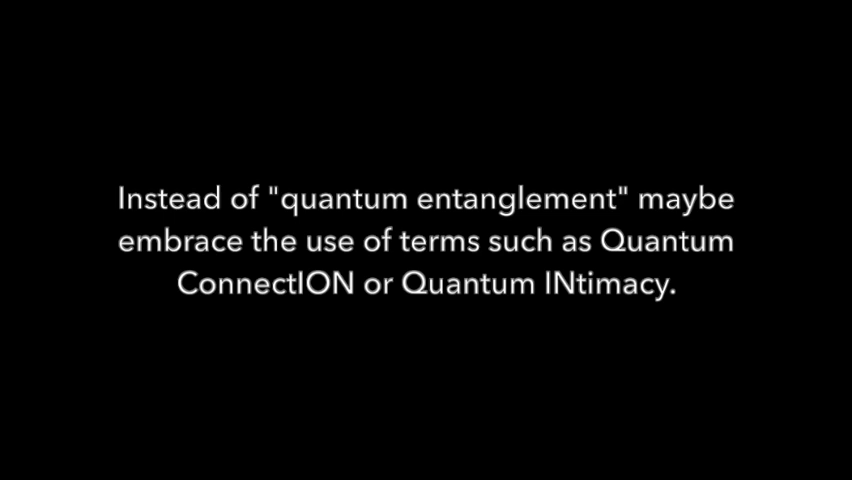 Instead of "quantum entanglement" maybe
embrace the use of terms such as Quantum
ConnectION or Quantum INtimacy.